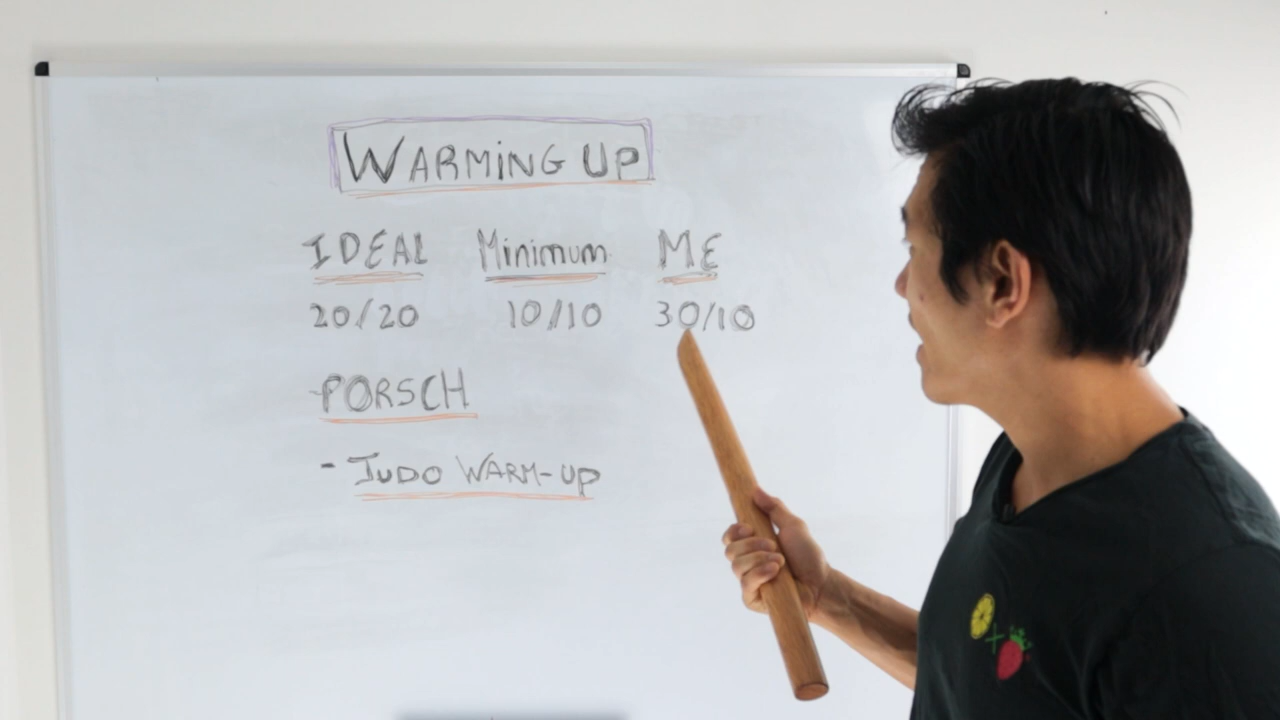 WARMiNG UP
IDEAL Minimum ME
20/20 10/10 30/10
-PORSCH
- JUDO WARM-UP